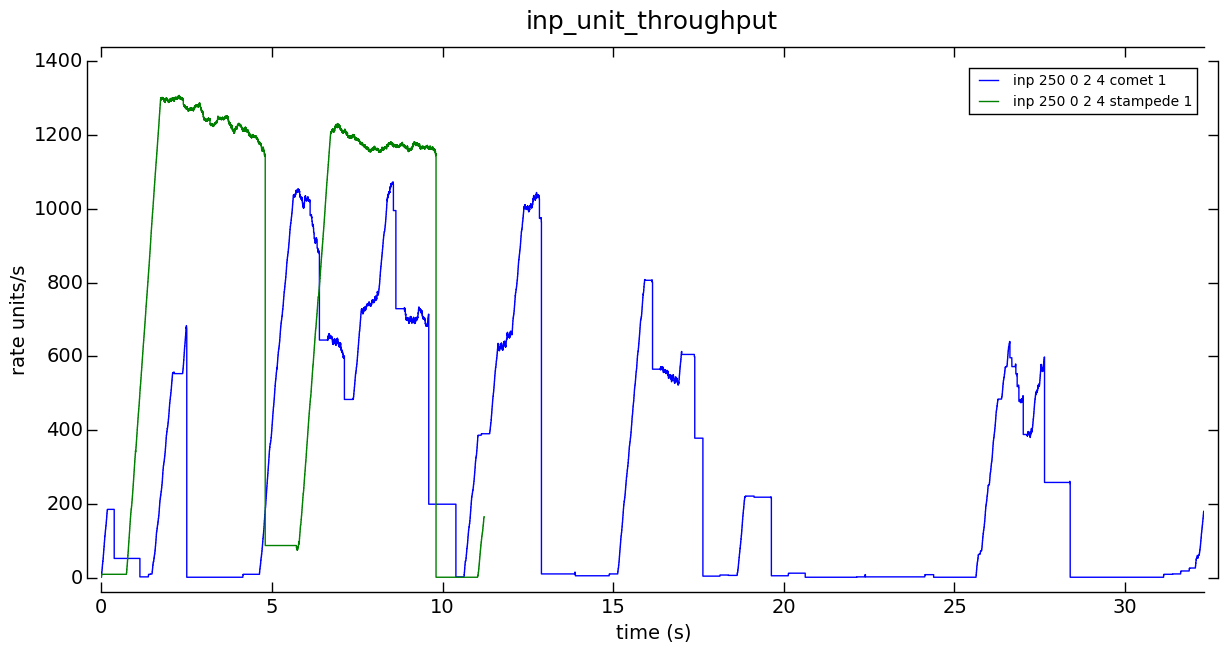 inp_unit_throughput
inp 250 0 2 4 comet 1
inp 250 0 2 4 stampede 1
rate units/s
1400
1200
1000
800
600
400
200
0
0 5 10 15 20 25 30
time (s)